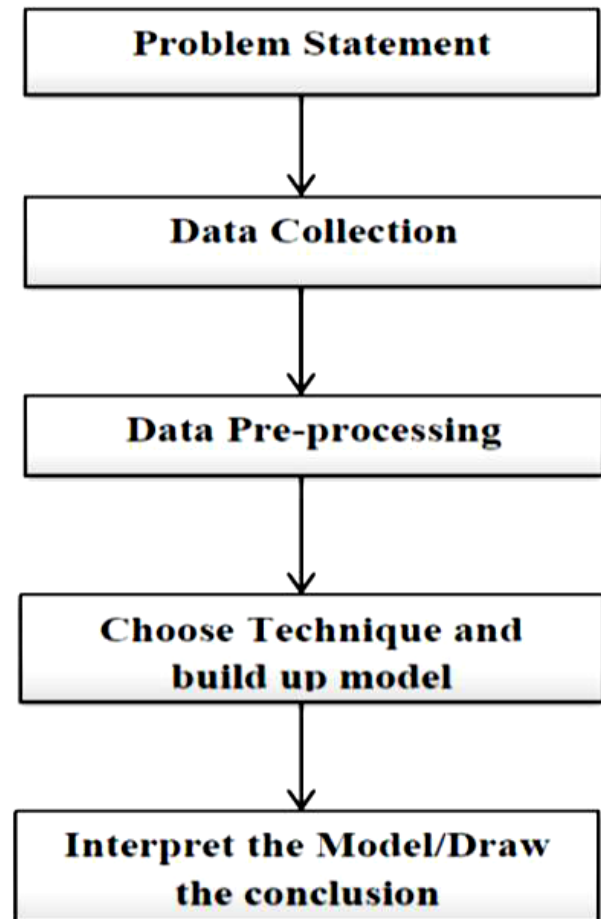 Problem Statement
Data Collection
Data Pre-processing
Choose Technique and
build up model
Interpret the Model/Draw
the conclusion